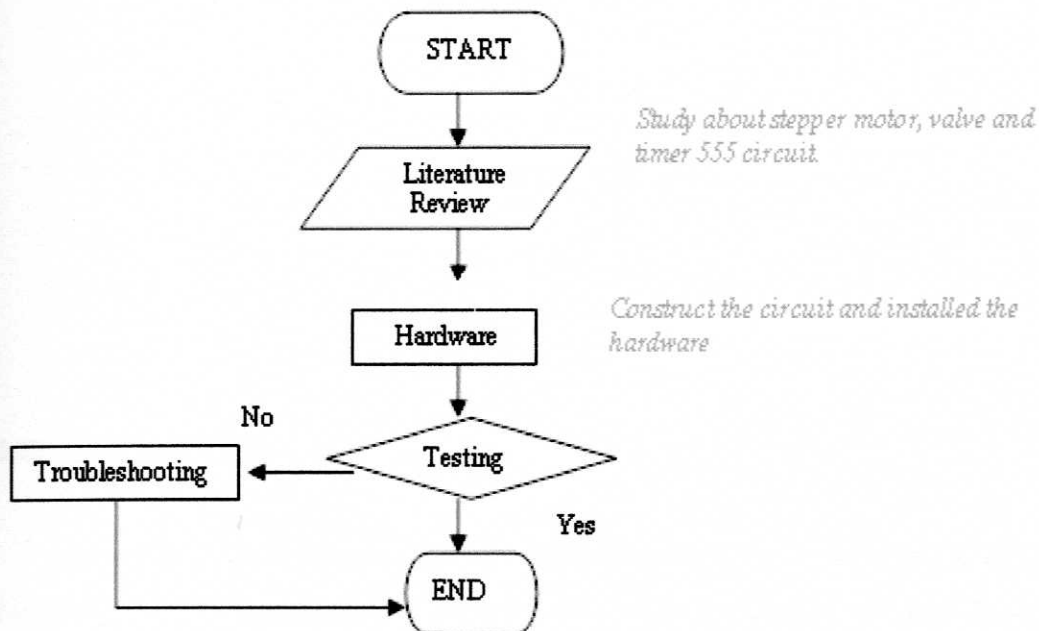 START
Study about stepper motor, valve and
timer 555 circuit.
Literature
Review
Construct the circuit and installed the
hardware
Hardware
No
Testing
Troubleshooting
Yes
END